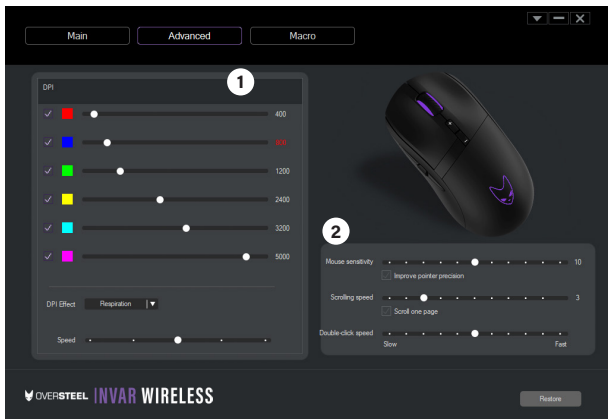 Main Advanced Macro
1
DPI
400
800
1200
2400
3200
5000
DPI Effect Respiration
Speed
2
Mouse sensitivity 10
Improve pointer precision
Scrolling speed 3
Scroll one page
Double-click speed
Slow Fast
OVERSTEEL INVAR WIRELESS
Restore